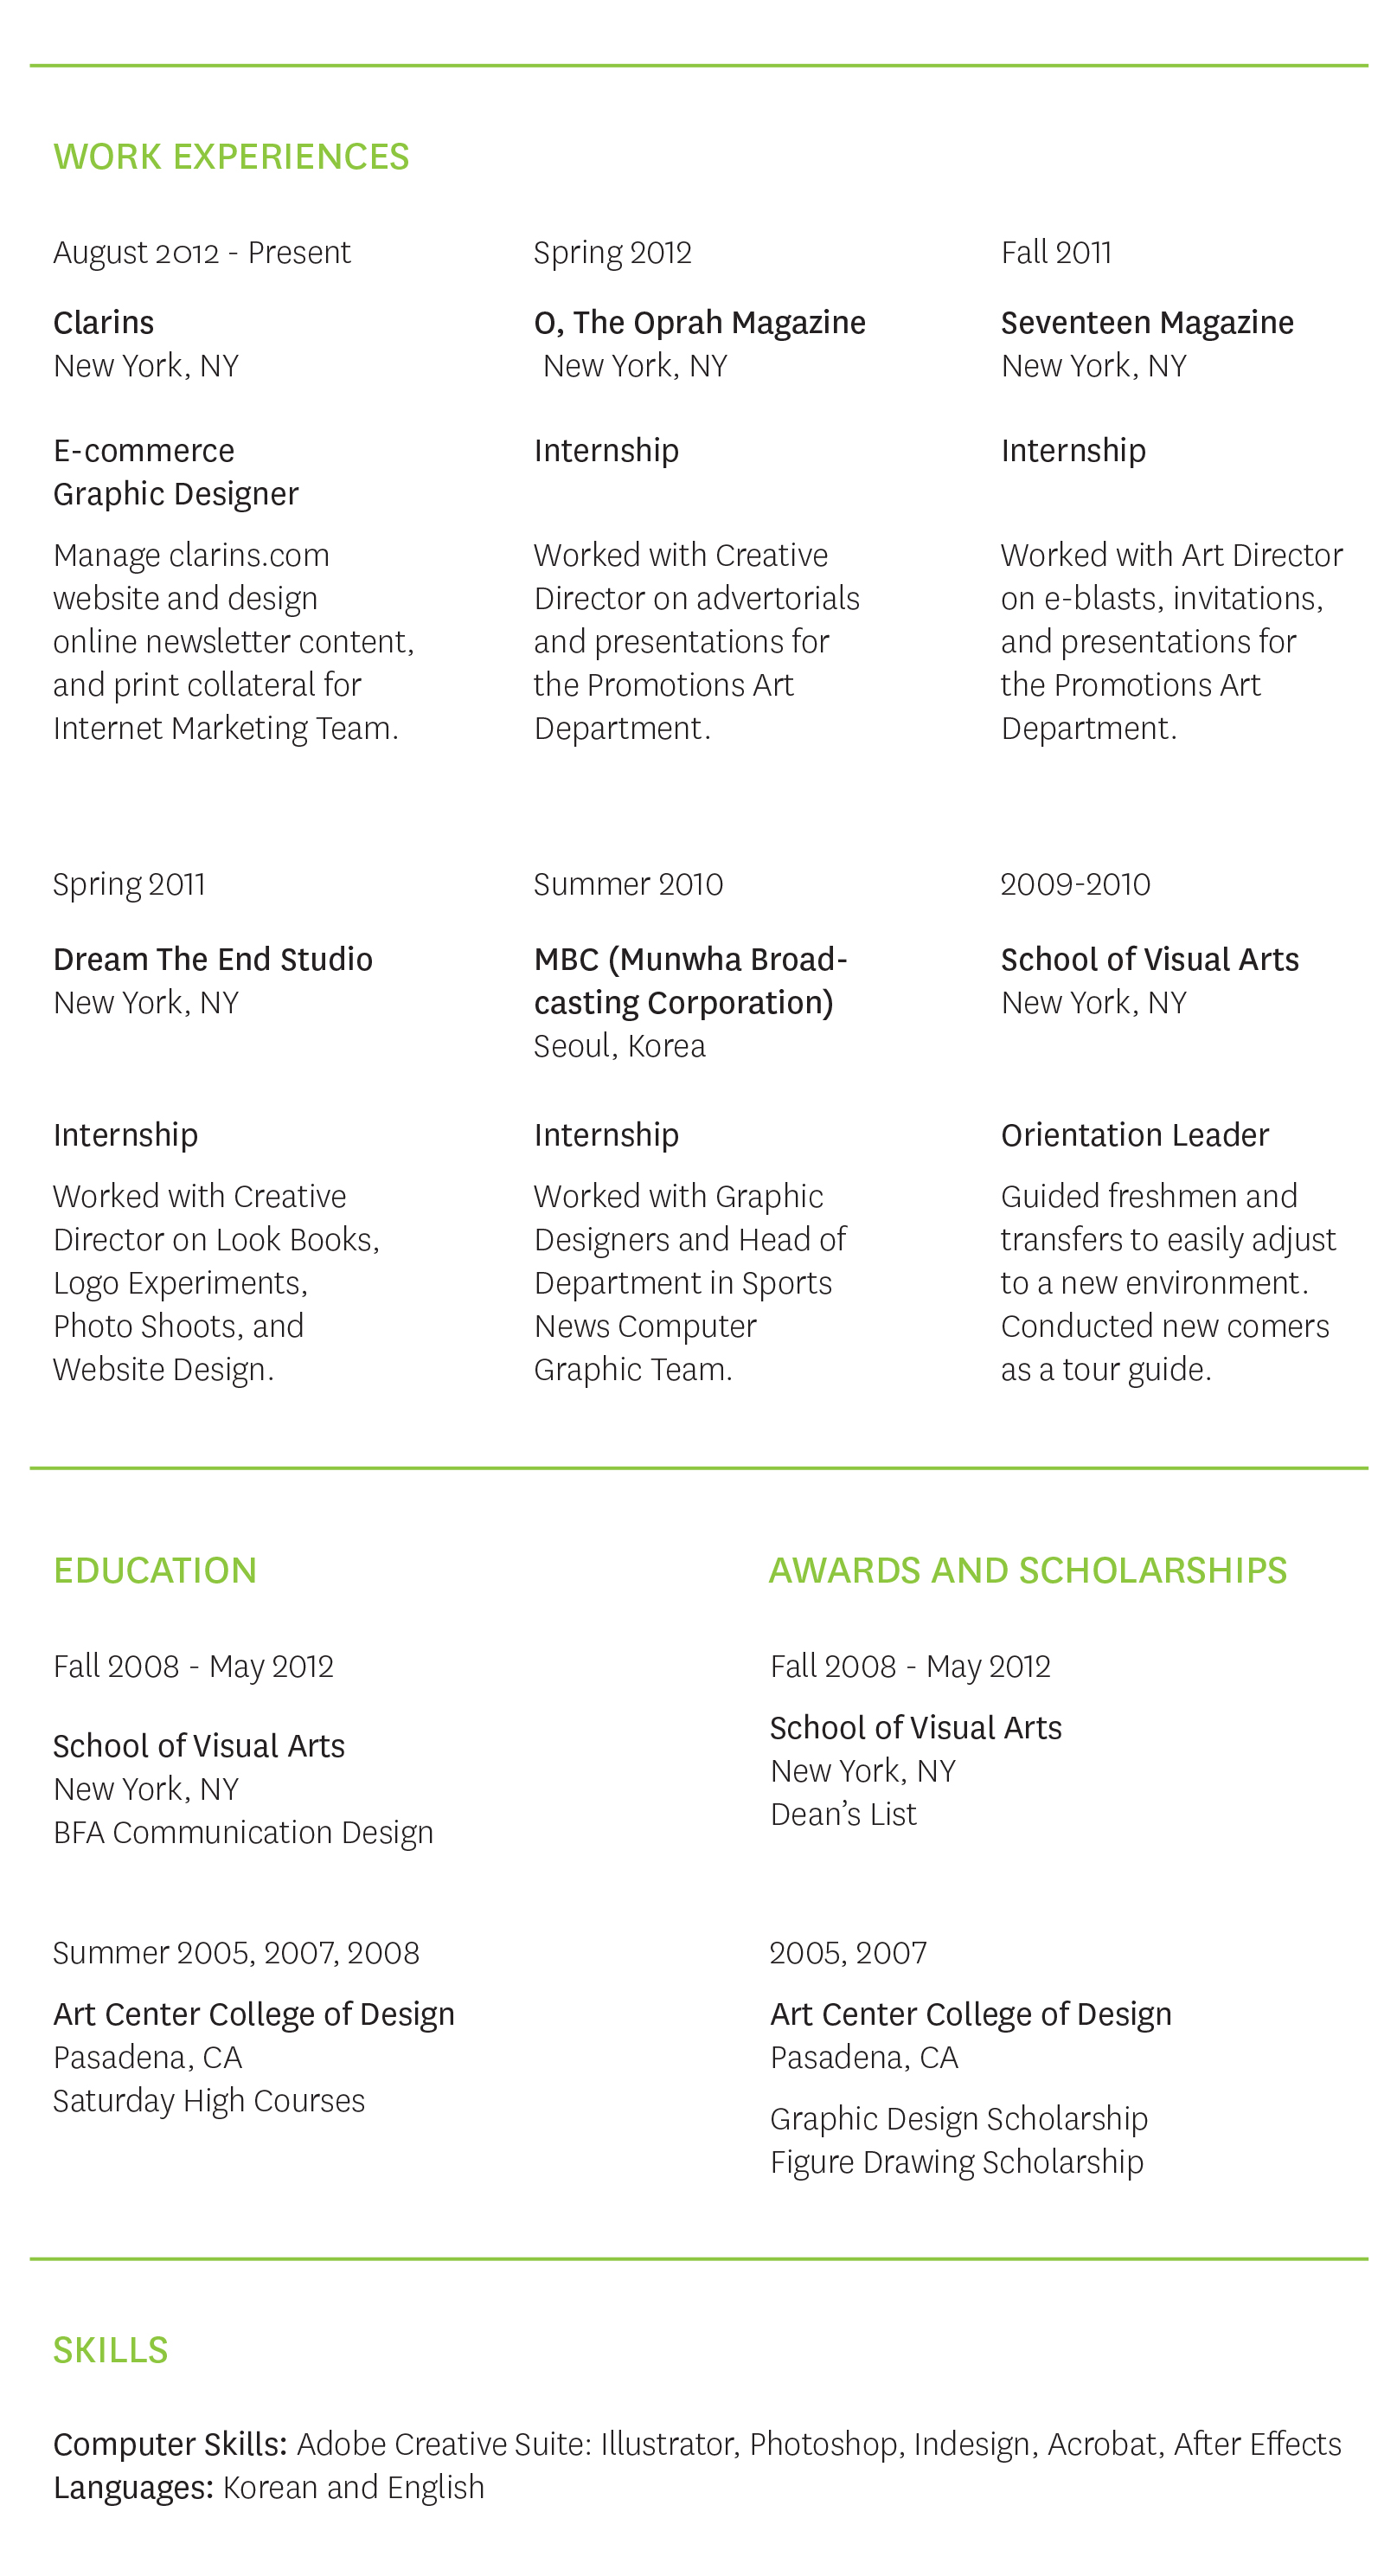 WORK EXPERIENCES
August 2012 - Present
Clarins
New York, NY
E-commerce
Graphic Designer
Manage clarins.com
website and design
online newsletter content,
and print collateral for
Internet Marketing Team.
Spring 2012
O, The Oprah Magazine
New York, NY
Internship
Worked with Creative
Director on advertorials
and presentations for
the Promotions Art
Department.
Fall 2011
Seventeen Magazine
New York, NY
Internship
Worked with Art Director
on e-blasts, invitations,
and presentations for
the Promotions Art
Department.
Spring 2011
Dream The End Studio
New York, NY
Internship
Worked with Creative
Director on Look Books,
Logo Experiments,
Photo Shoots, and
Website Design.
Summer 2010
MBC (Munwha Broad-
casting Corporation)
Seoul, Korea
Internship
Worked with Graphic
Designers and Head of
Department in Sports
News Computer
Graphic Team.
2009-2010
School of Visual Arts
New York, NY
Orientation Leader
Guided freshmen and
transfers to easily adjust
to a new environment.
Conducted new comers
as a tour guide.
EDUCATION
Fall 2008 - May 2012
School of Visual Arts
New York, NY
BFA Communication Design
Summer 2005, 2007, 2008
Art Center College of Design
Pasadena, CA
Saturday High Courses
AWARDS AND SCHOLARSHIPS
Fall 2008 - May 2012
School of Visual Arts
New York, NY
Dean’s List
2005, 2007
Art Center College of Design
Pasadena, CA
Graphic Design Scholarship
Figure Drawing Scholarship
SKILLS
Computer Skills: Adobe Creative Suite: Illustrator, Photoshop, Indesign, Acrobat, After Effects
Languages: Korean and English